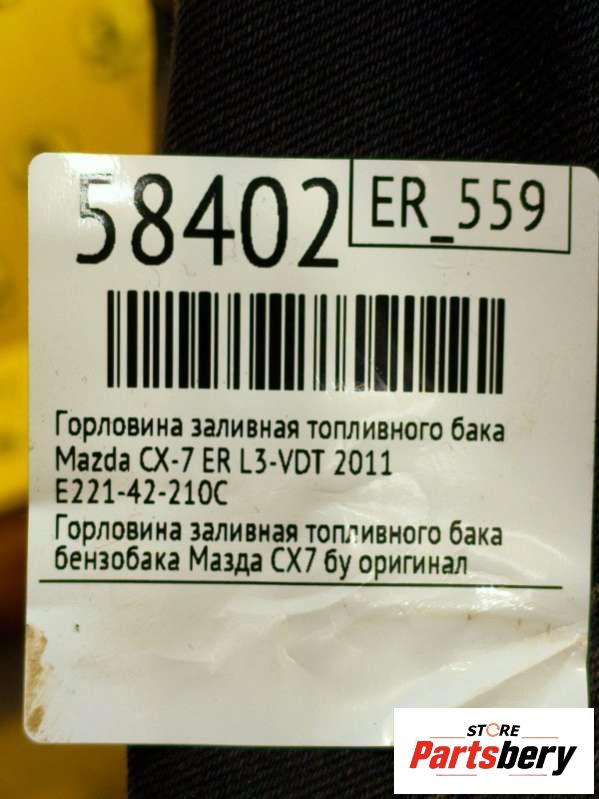 58402
ER_559
Горловина заливная топливного бака
Mazda CX-7 ER L3-VDT 2011
E221-42-210C
Горловина заливная топливного бака
бензобака Мазда СХ7 бу оригинал
STORE
Partsbery